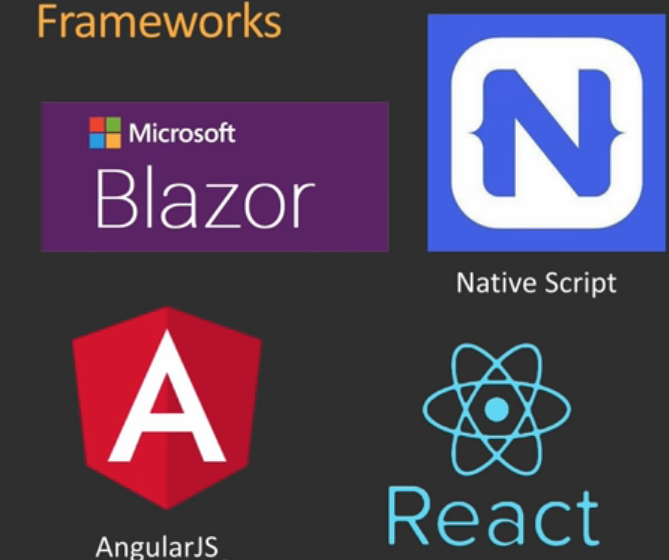 Frameworks
Microsoft
Blazor
N
Native Script
A
AngularJS
React